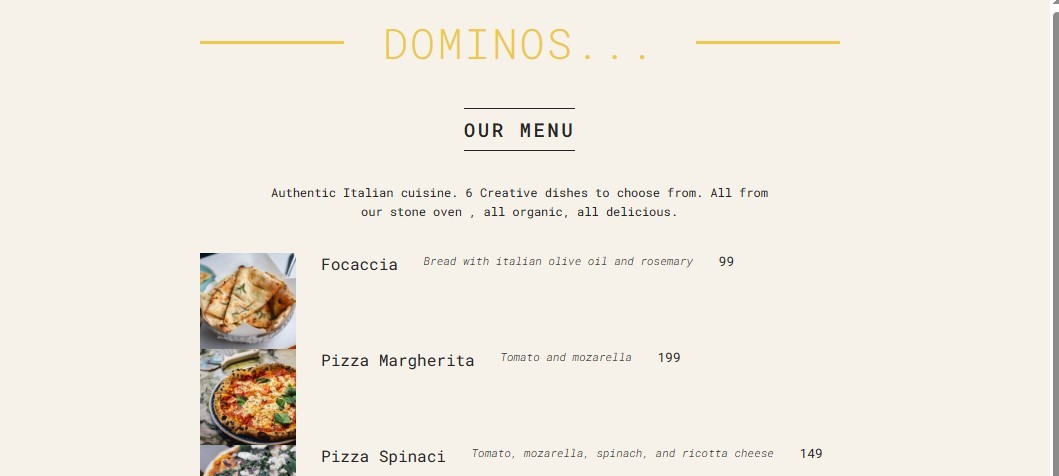 DOMINOS...
OUR MENU
Authentic Italian cuisine. 6 Creative dishes to choose from. All from
our stone oven , all organic, all delicious.
Focaccia Bread with italian olive oil and rosemary 99
Pizza Margherita Tomato and mozarella 199
Pizza Spinaci Tomato, mozarella, spinach, and ricotta cheese 149